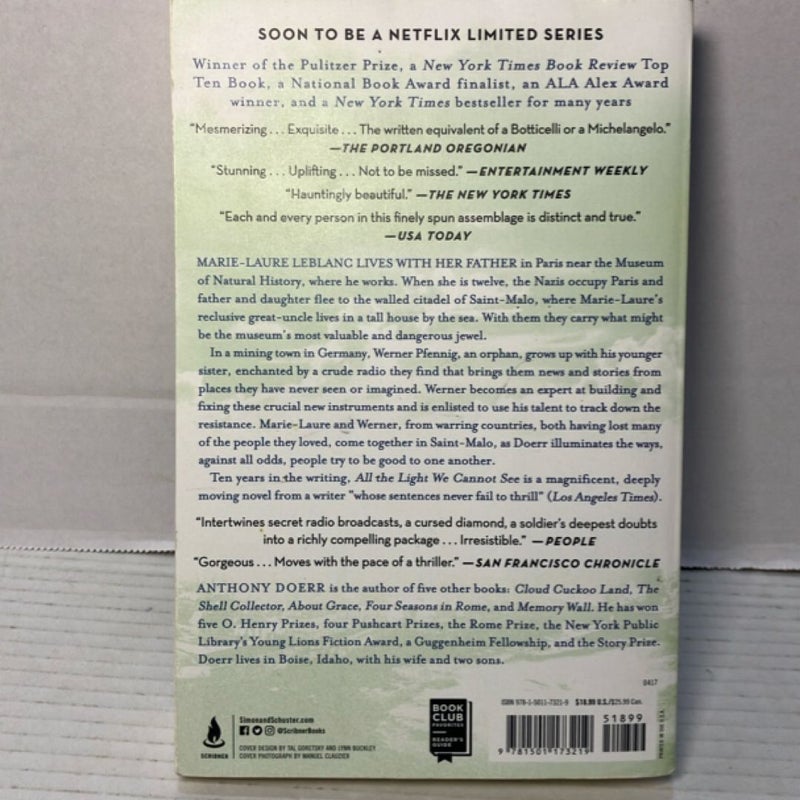 SOON TO BE A NETFLIX LIMITED SERIES
Winner of the Pulitzer Prize, a New York Times Book Review Top
Ten Book, a National Book Award finalist, an ALA Alex Award
winner, and a New York Times bestseller for many years
“Mesmerizing . . . Exquisite . . . The written equivalent of a Botticelli or a Michelangelo.”
—THE PORTLAND OREGONIAN
“Stunning . . . Uplifting . . . Not to be missed.” —ENTERTAINMENT WEEKLY
“Hauntingly beautiful.” —THE NEW YORK TIMES
“Each and every person in this finely spun assemblage is distinct and true.”
—USA TODAY
MARIE-LAURE LEBLANC LIVES WITH HER FATHER in Paris near the Museum
of Natural History, where he works. When she is twelve, the Nazis occupy Paris and
father and daughter flee to the walled citadel of Saint-Malo, where Marie-Laure’s
reclusive great-uncle lives in a tall house by the sea. With them they carry what might
be the museum’s most valuable and dangerous jewel.
In a mining town in Germany, Werner Pfennig, an orphan, grows up with his younger
sister, enchanted by a crude radio they find that brings them news and stories from
places they have never seen or imagined. Werner becomes an expert at building and
fixing these crucial new instruments and is enlisted to use his talent to track down the
resistance. Marie-Laure and Werner, from warring countries, both having lost many
of the people they loved, come together in Saint-Malo, as Doerr illuminates the ways,
against all odds, people try to be good to one another.
Ten years in the writing, All the Light We Cannot See is a magnificent, deeply
moving novel from a writer “whose sentences never fail to thrill” (Los Angeles Times).
“Intertwines secret radio broadcasts, a cursed diamond, a soldier’s deepest doubts
into a richly compelling package . . . Irresistible.” —PEOPLE
“Gorgeous . . . Moves with the pace of a thriller.” —SAN FRANCISCO CHRONICLE
ANTHONY DOERR is the author of five other books: Cloud Cuckoo Land, The
Shell Collector, About Grace, Four Seasons in Rome, and Memory Wall. He has won
five O. Henry Prizes, four Pushcart Prizes, the Rome Prize, the New York Public
Library’s Young Lions Fiction Award, a Guggenheim Fellowship, and the Story Prize.
Doerr lives in Boise, Idaho, with his wife and two sons.
0417
SCRIBNER
SimonandSchuster.com
@ScribnerBooks
COVER DESIGN BY TAL GORETSKY AND LYNN BUCKLEY
COVER PHOTOGRAPH BY MANUEL CLAUZIER
BOOK
CLUB
FAVORITES
READER'S
GUIDE
ISBN 978-1-5011-7321-9 $18.99 U.S./$25.99 Can.
51899
9 781501 173219
PRINTED IN THE U.S.A.